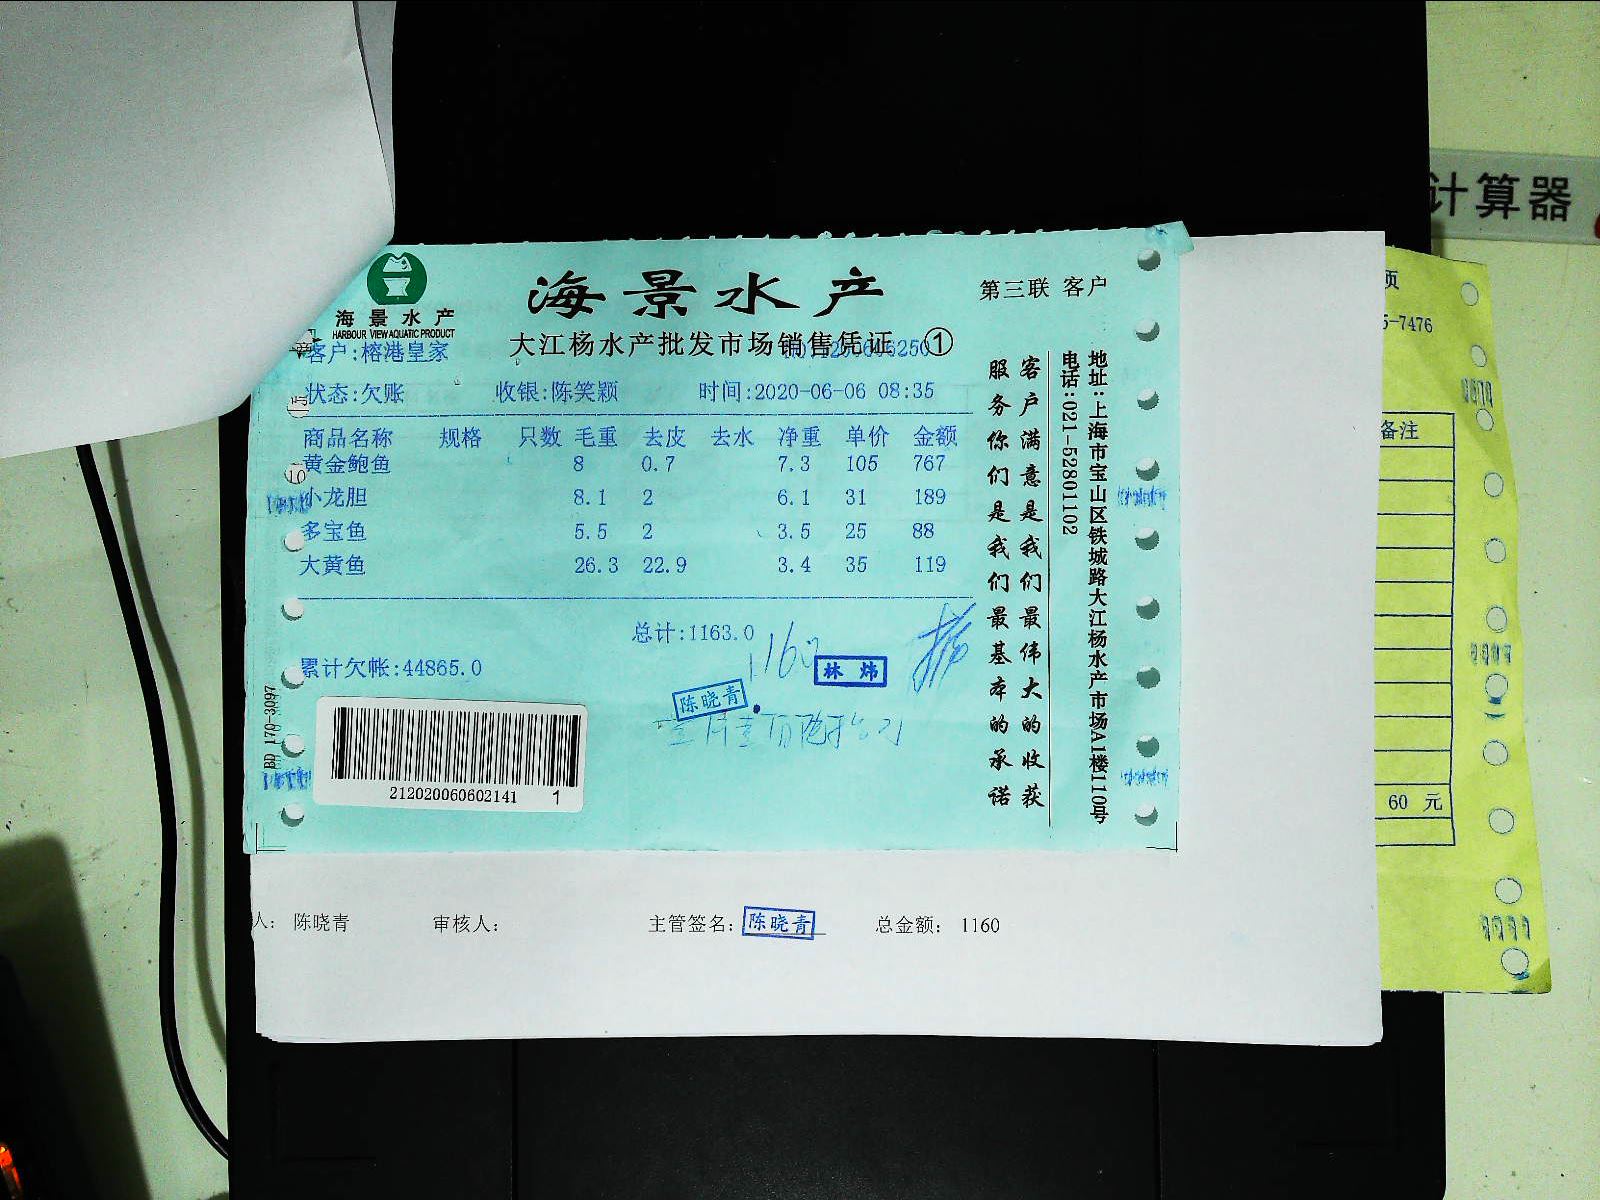 计算器
海景水产
HARBOUR VIEW AQUATIC PRODUCT
海景水产
第三联 客户
大江杨水产批发市场销售凭证 ①
客户:榕港皇家
状态:欠账 收银:陈笑颖 时间:2020-06-06 08:35
商品名称 规格 只数 毛重 去皮 去水 净重 单价 金额
黄金鲍鱼 8 0.7 7.3 105 767
小龙胆 8.1 2 6.1 31 189
多宝鱼 5.5 2 3.5 25 88
大黄鱼 26.3 22.9 3.4 35 119
总计:1163.0
1160
林炜
累计欠帐:44865.0
陈晓青
BD 170-3097
212020060602141 1
客户满意是我们最伟大的收获
服务你们是我们最基本的承诺
地址:上海市宝山区铁城路大江杨水产市场A1楼110号
电话:021-52801102
人: 陈晓青 审核人: 主管签名: 陈晓青 总金额: 1160
5-7476
备注
60 元